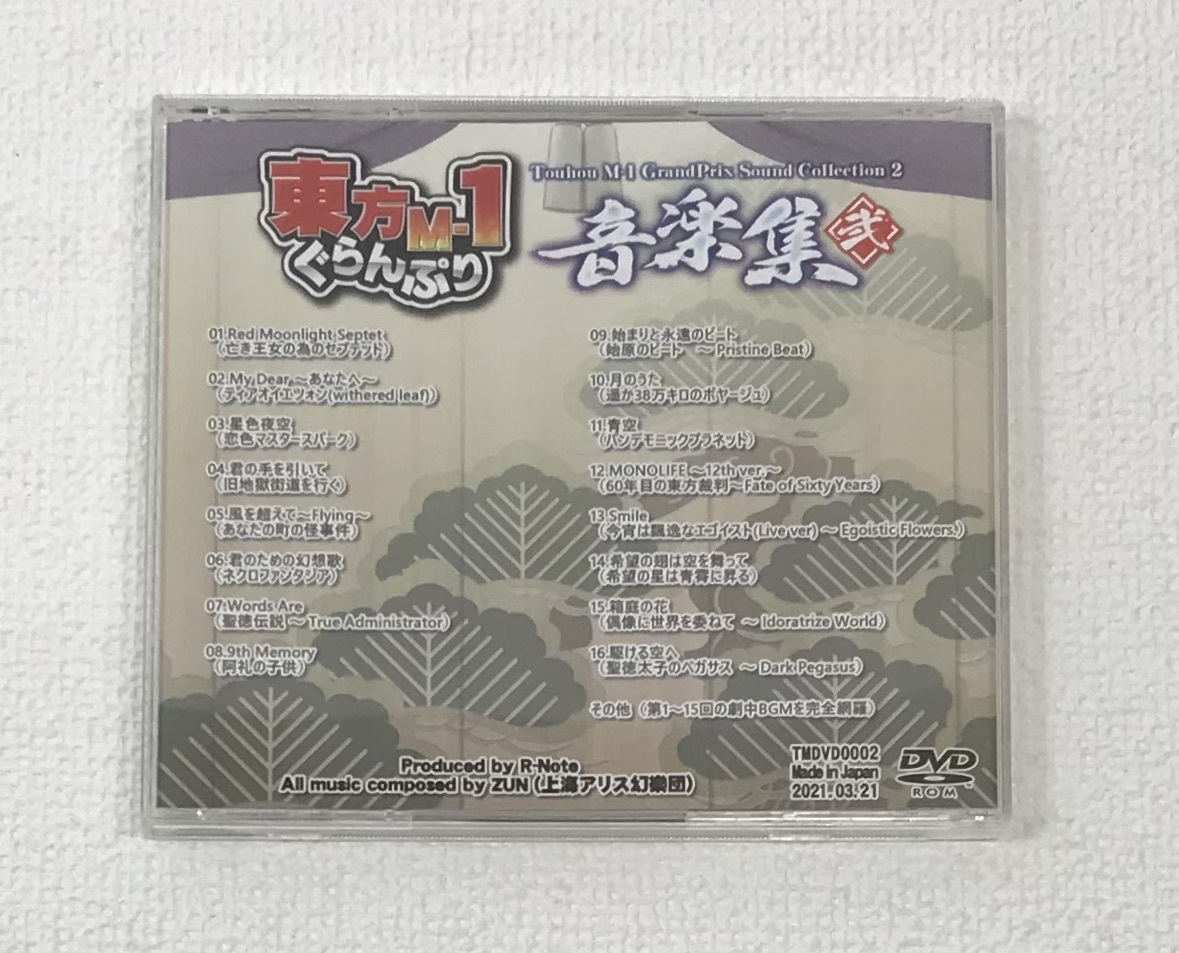 東方M-1
ぐらんぷり
Touhou M-1 GrandPrix Sound Collection 2
音楽集 弐
01.Red Moonlight Septet
（亡き王女の為のセプテット）
02.My Dear ～あなたへ～
（ティアオイエツォン(withered leaf)）
03.星色夜空
（恋色マスタースパーク）
04.君の手を引いて
（旧地獄街道を行く）
05.風を超えて～Flying～
（あなたの町の怪事件）
06.君のための幻想歌
（ネクロファンタジア）
07.Words Are
（聖徳伝説 ～ True Administrator）
08.9th Memory
（阿礼の子供）
09.始まりと永遠のビート
（始原のビート　～ Pristine Beat）
10.月のうた
（遥か38万キロのボヤージュ）
11.青空
（パンデモニックプラネット）
12.MONOLIFE ～12th ver.～
（60年目の東方裁判～Fate of Sixty Years）
13.Smile
（今宵は飄逸なエゴイスト(Live ver) ～ Egoistic Flowers.）
14.希望の翅は空を舞って
（希望の星は青霄に昇る）
15.箱庭の花
（偶像に世界を委ねて　～ Idoratrize World）
16.駆ける空へ
（聖徳太子のペガサス　～ Dark Pegasus）
その他（第1～15回の劇中BGMを完全網羅）
Produced by R-Note
All music composed by ZUN（上海アリス幻樂団）
TMDVD0002
Made in Japan
2021.03.21
DVD
ROM